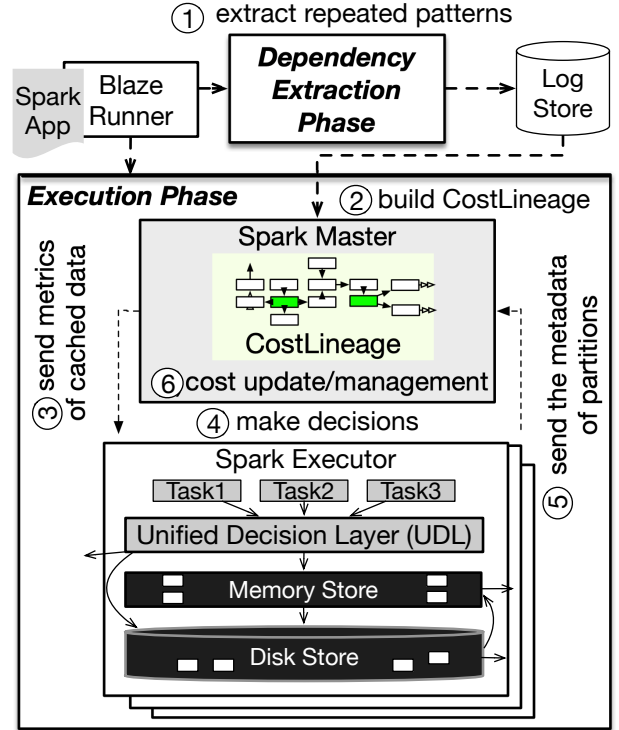 ① extract repeated patterns
Spark
App
Blaze
Runner
Dependency
Extraction
Phase
Log
Store
Execution Phase
② build CostLineage
Spark Master
CostLineage
⑥ cost update/management
③ send metrics
of cached data
④ make decisions
⑤ send the metadata
of partitions
Spark Executor
Task1
Task2
Task3
Unified Decision Layer (UDL)
Memory Store
Disk Store